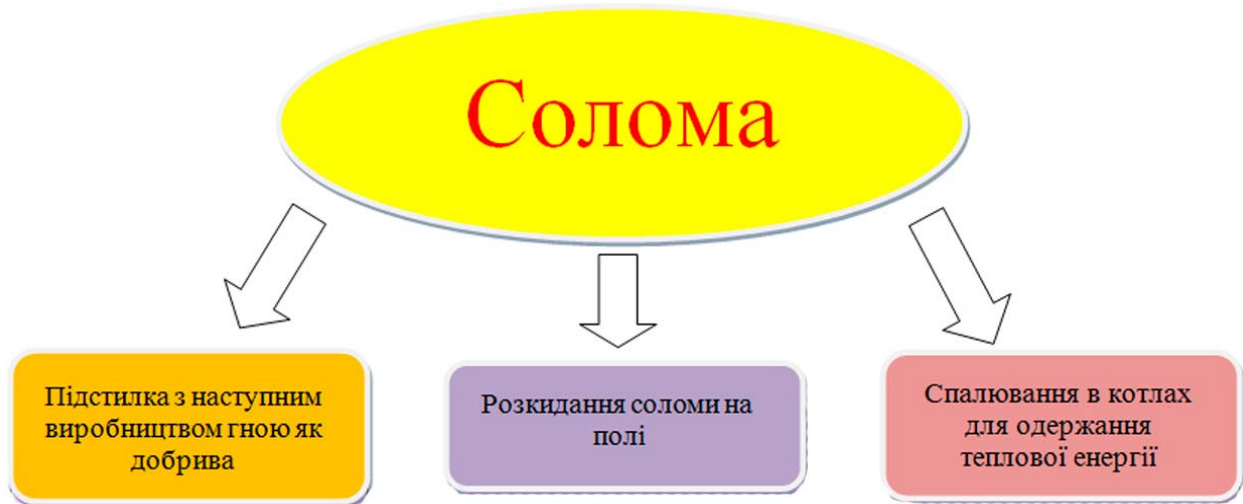 Солома
Підстилка з наступним
виробництвом гною як
добрива
Розкидання соломи на
полі
Спалювання в котлах
для одержання
теплової енергії